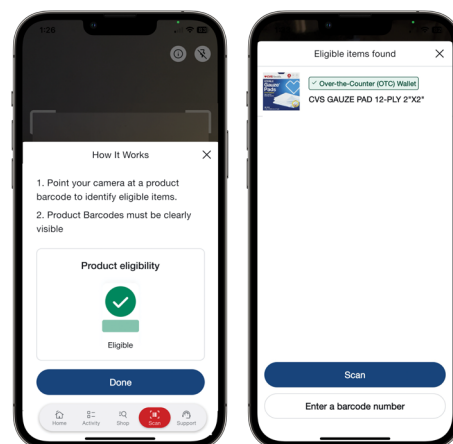 1:26
How It Works
1. Point your camera at a product
barcode to identify eligible items.
2. Product Barcodes must be clearly
visible
Product eligibility
Eligible
Done
Home Activity Shop Scan Support
Eligible items found
Over-the-Counter (OTC) Wallet
CVS GAUZE PAD 12-PLY 2"X2"
Gauze
Pads
Scan
Enter a barcode number